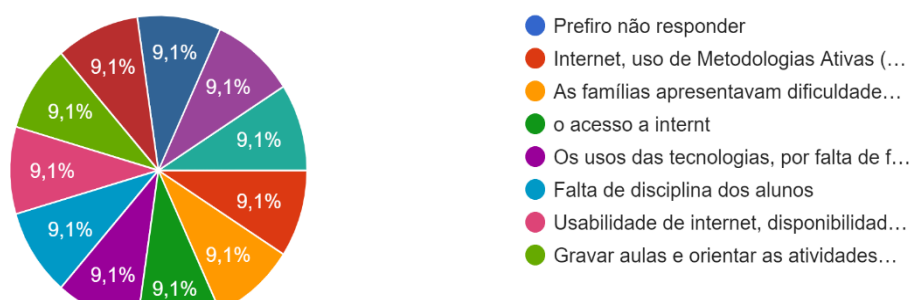 9,1%
9,1%
9,1%
9,1%
9,1%
9,1%
9,1%
9,1%
9,1%
9,1%
9,1%
Prefiro não responder
Internet, uso de Metodologias Ativas (…
As famílias apresentavam dificuldade…
o acesso a internt
Os usos das tecnologias, por falta de f…
Falta de disciplina dos alunos
Usabilidade de internet, disponibilidad…
Gravar aulas e orientar as atividades…